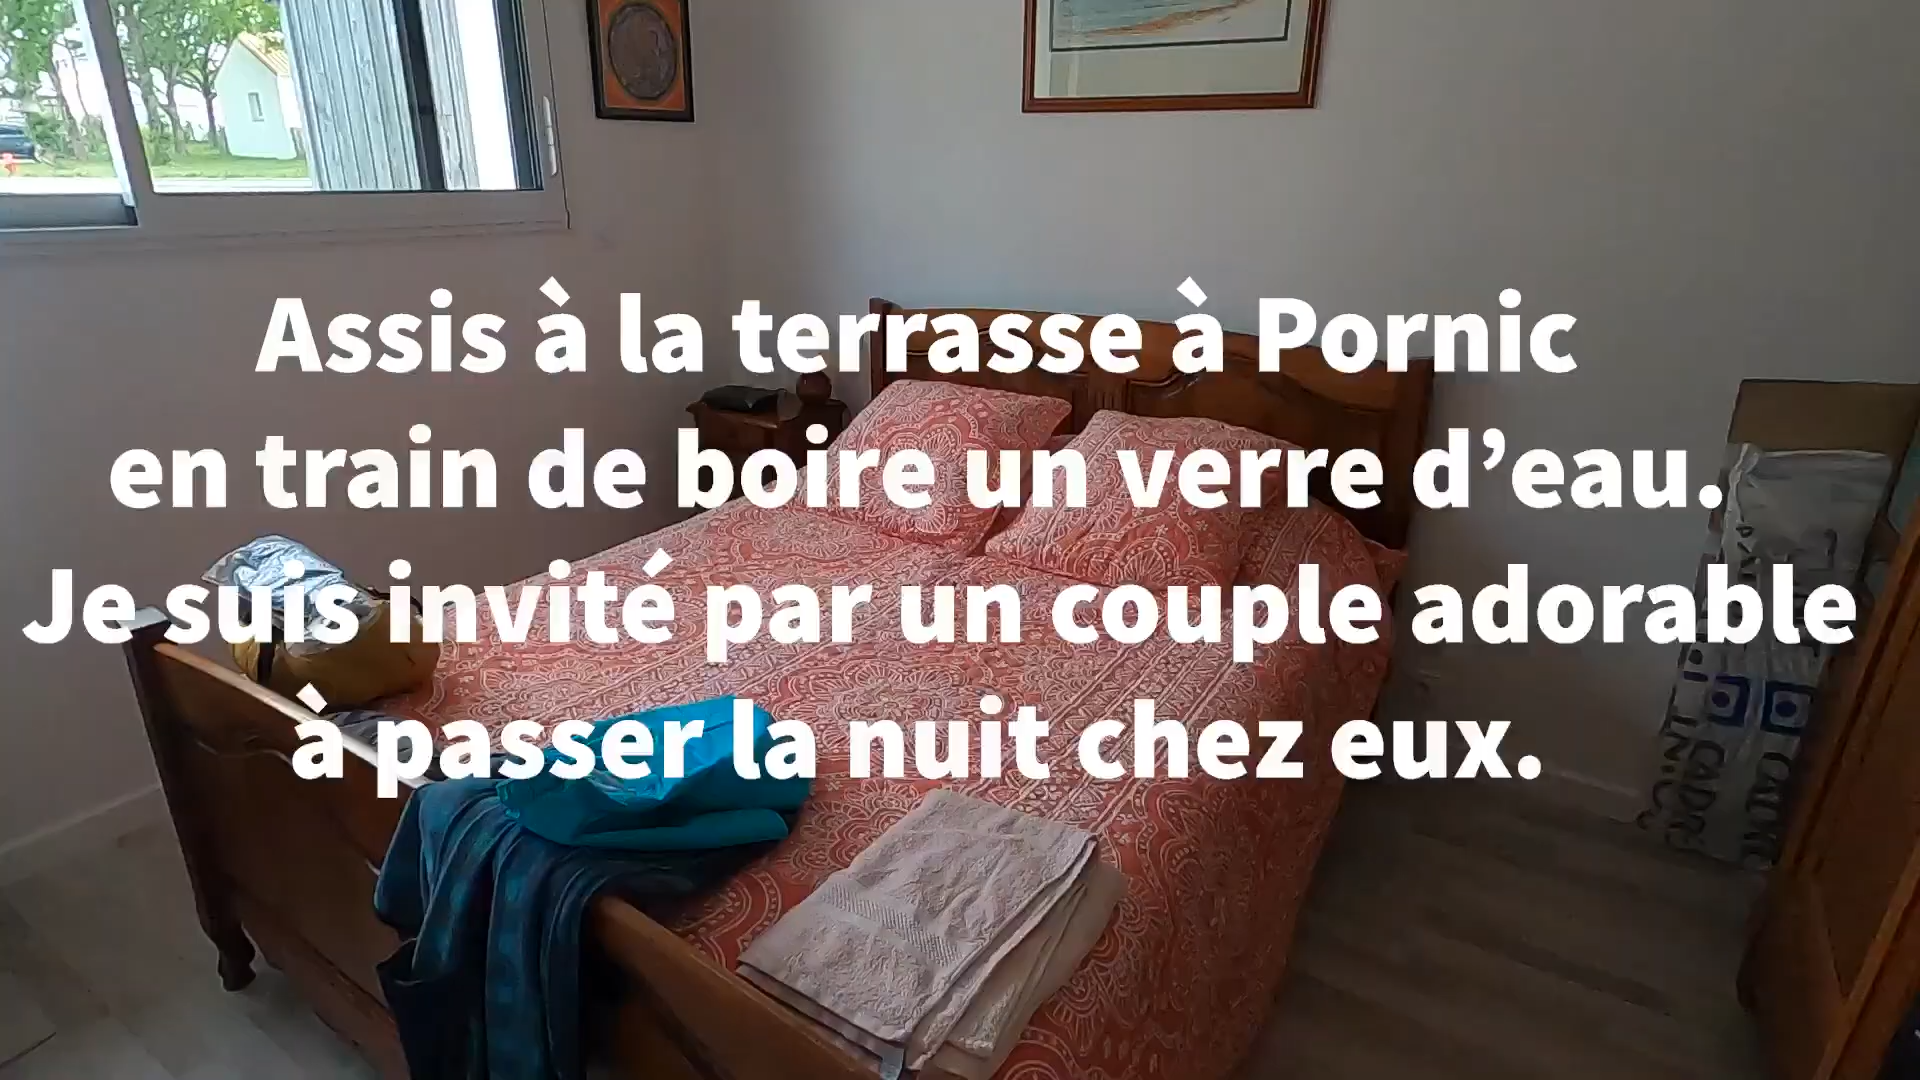 Assis à la terrasse à Pornic
en train de boire un verre d’eau.
Je suis invité par un couple adorable
à passer la nuit chez eux.